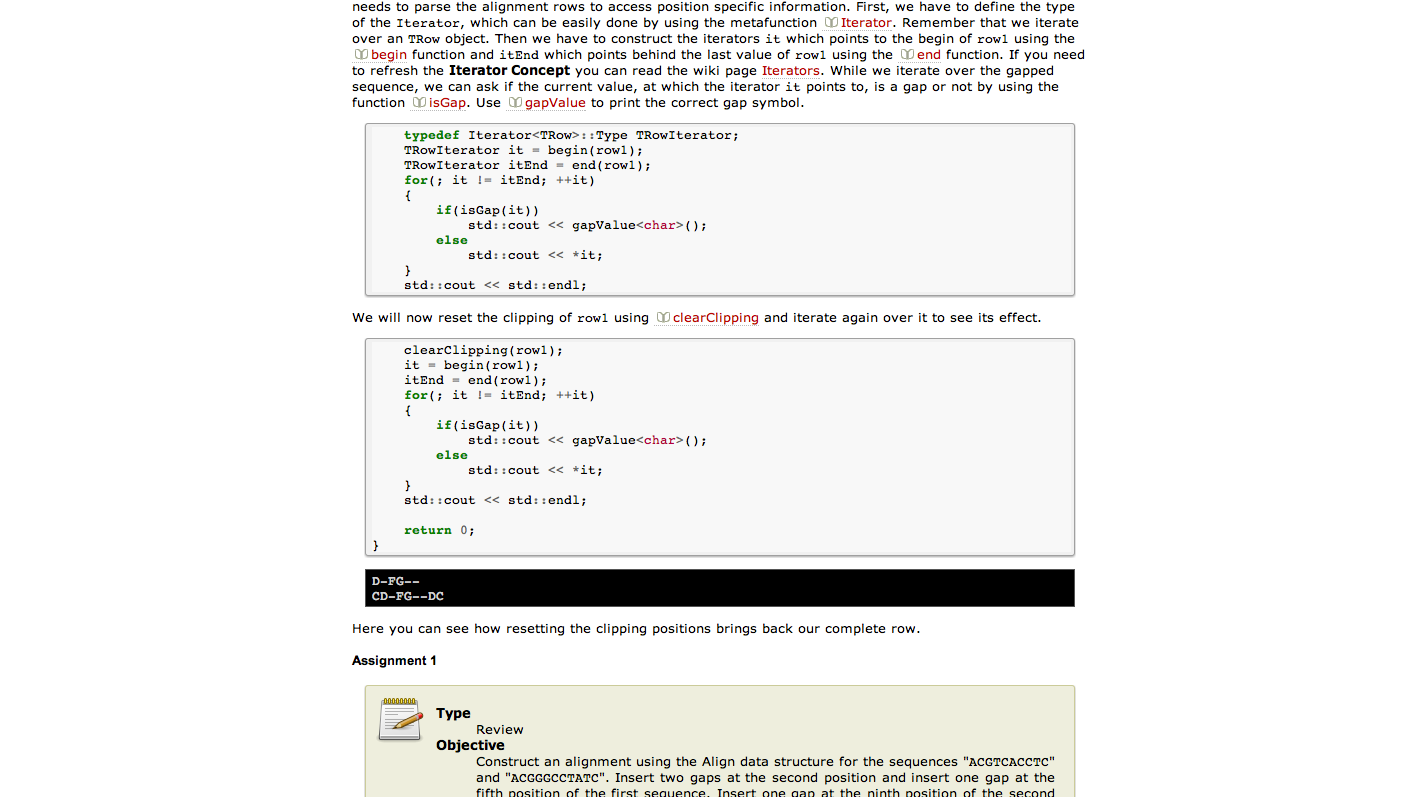 needs to parse the alignment rows to access position specific information. First, we have to define the type
of the Iterator, which can be easily done by using the metafunction Iterator. Remember that we iterate
over an TRow object. Then we have to construct the iterators it which points to the begin of row1 using the
begin function and itEnd which points behind the last value of row1 using the end function. If you need
to refresh the Iterator Concept you can read the wiki page Iterators. While we iterate over the gapped
sequence, we can ask if the current value, at which the iterator it points to, is a gap or not by using the
function isGap. Use gapValue to print the correct gap symbol.
typedef Iterator<TRow>::Type TRowIterator;
TRowIterator it = begin(row1);
TRowIterator itEnd = end(row1);
for(; it != itEnd; ++it)
{
if(isGap(it))
std::cout << gapValue<char>();
else
std::cout << *it;
}
std::cout << std::endl;
We will now reset the clipping of row1 using clearClipping and iterate again over it to see its effect.
clearClipping(row1);
it = begin(row1);
itEnd = end(row1);
for(; it != itEnd; ++it)
{
if(isGap(it))
std::cout << gapValue<char>();
else
std::cout << *it;
}
std::cout << std::endl;
return 0;
}
D-FG--
CD-FG--DC
Here you can see how resetting the clipping positions brings back our complete row.
Assignment 1
Type
Review
Objective
Construct an alignment using the Align data structure for the sequences "ACGTCACCTC"
and "ACGGGCCTATC". Insert two gaps at the second position and insert one gap at the
fifth position of the first sequence. Insert one gap at the ninth position of the second